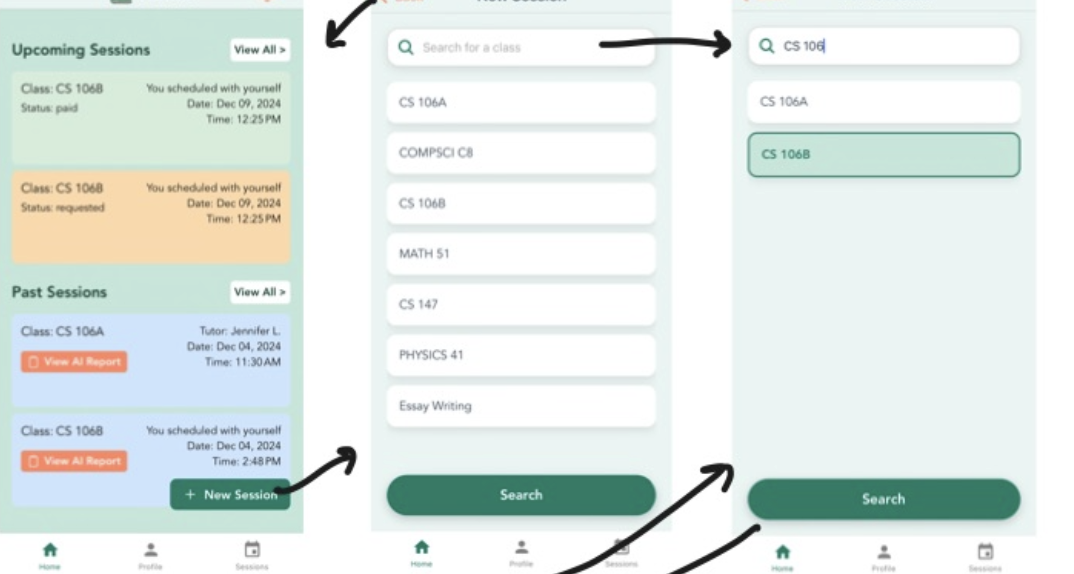 Upcoming Sessions
View All >
Class: CS 106B
You scheduled with yourself
Status: paid
Date: Dec 09, 2024
Time: 12:25 PM
Class: CS 106B
You scheduled with yourself
Status: requested
Date: Dec 09, 2024
Time: 12:25 PM
Past Sessions
View All >
Class: CS 106A
Tutor: Jennifer L.
Date: Dec 04, 2024
View AI Report
Time: 11:30 AM
Class: CS 106B
You scheduled with yourself
Date: Dec 04, 2024
View AI Report
Time: 2:48 PM
+ New Session
Home
Profile
Sessions
New Session
Search for a class
CS 106A
COMPSCI C8
CS 106B
MATH 51
CS 147
PHYSICS 41
Essay Writing
Search
Home
Profile
Sessions
CS 106
CS 106A
CS 106B
Search
Home
Profile
Sessions